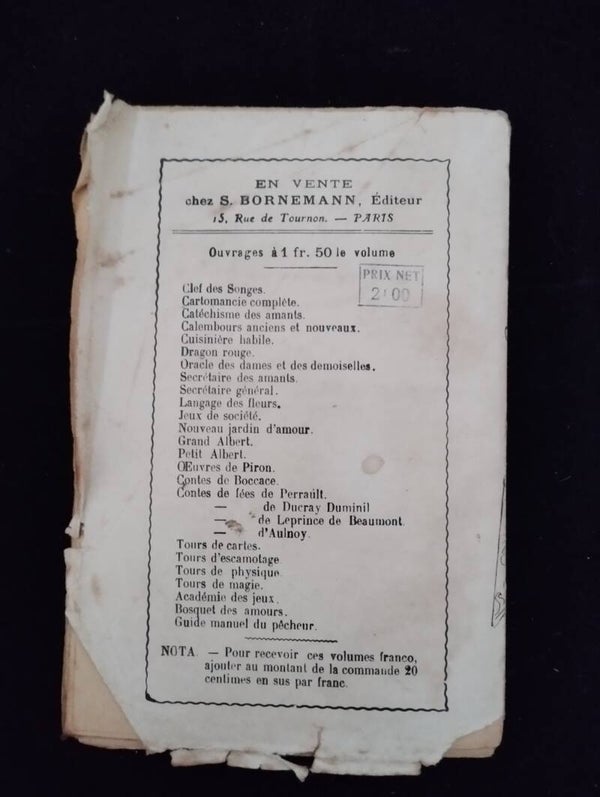 EN VENTE
chez S. BORNEMANN, Éditeur
15, Rue de Tournon. — PARIS
Ouvrages à 1 fr. 50 le volume
PRIX NET
2f00
Clef des Songes.
Cartomancie complète.
Catéchisme des amants.
Calembours anciens et nouveaux.
Cuisinière habile.
Dragon rouge.
Oracle des dames et des demoiselles.
Secrétaire des amants.
Secrétaire général.
Langage des fleurs.
Jeux de société.
Nouveau jardin d'amour.
Grand Albert.
Petit Albert.
Œuvres de Piron.
Contes de Boccace.
Contes de fées de Perrault.
— de Ducray Duminil
— de Leprince de Beaumont.
— d'Aulnoy.
Tours de cartes.
Tours d'escamotage
Tours de physique
Tours de magie.
Académie des jeux.
Bosquet des amours.
Guide manuel du pêcheur.
NOTA. — Pour recevoir ces volumes franco,
ajouter au montant de la commande 20
centimes en sus par franc.